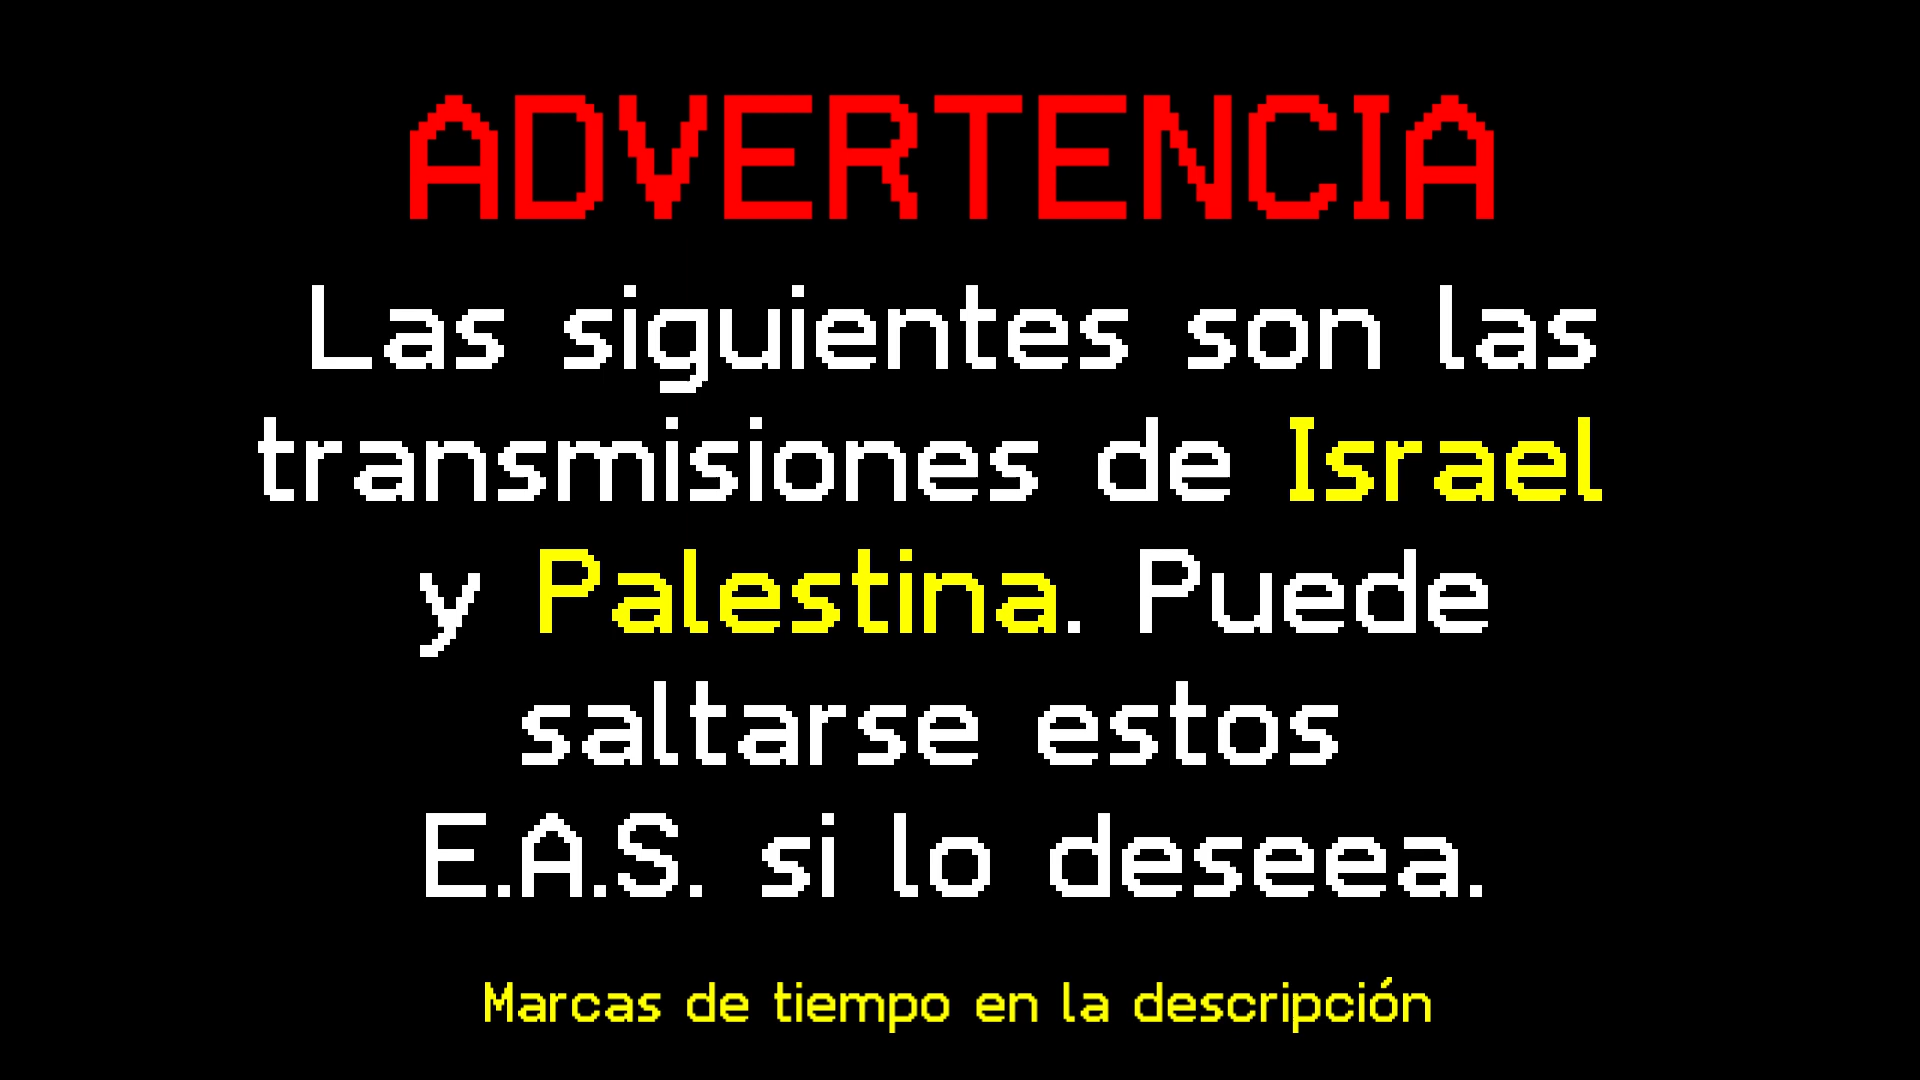 ADVERTENCIA
Las siguientes son las
transmisiones de Israel
y Palestina. Puede
saltarse estos
E.A.S. si lo deseea.
Marcas de tiempo en la descripción